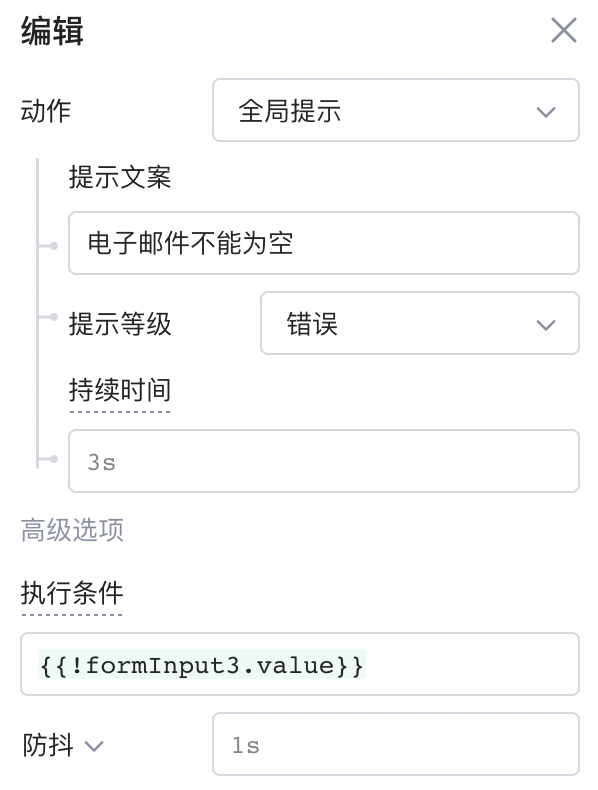 编辑
动作
全局提示
提示文案
电子邮件不能为空
提示等级
错误
持续时间
3s
高级选项
执行条件
{{!formInput3.value}}
防抖
1s